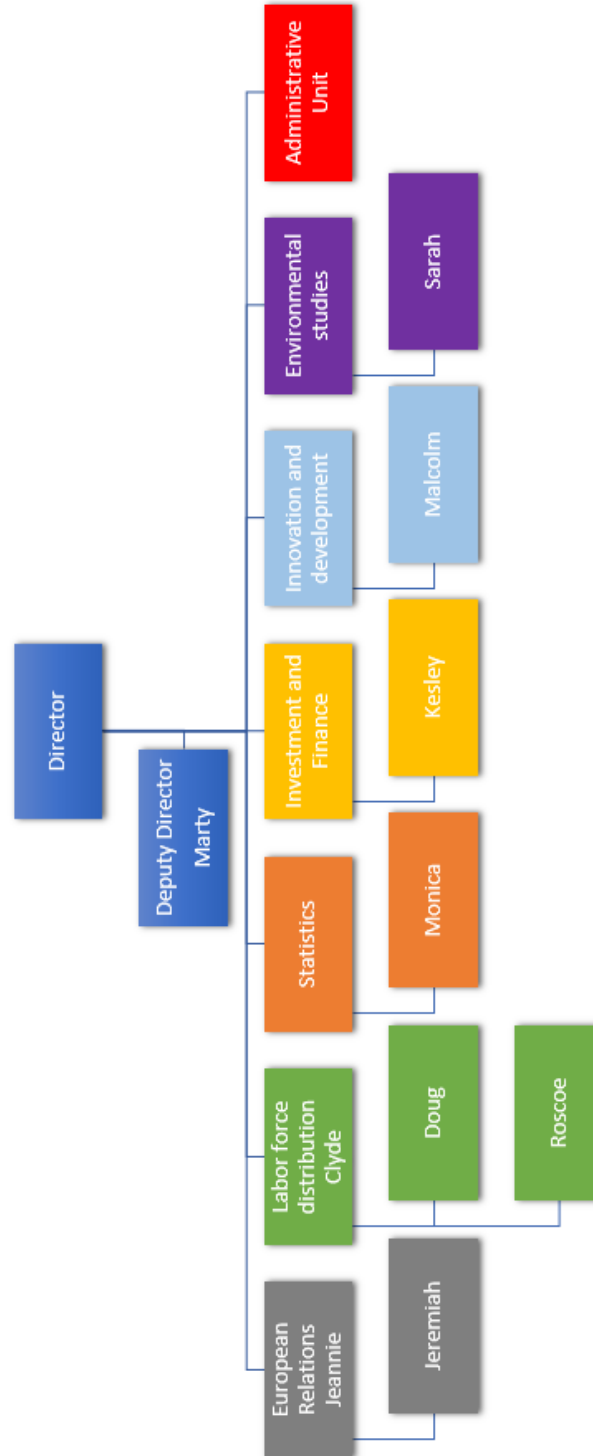 Director
Deputy Director
Marty
European
Relations
Jeannie
Labor force
distribution
Clyde
Statistics
Investment and
Finance
Innovation and
development
Environmental
studies
Administrative
Unit
Jeremiah
Doug
Monica
Kesley
Malcolm
Sarah
Roscoe